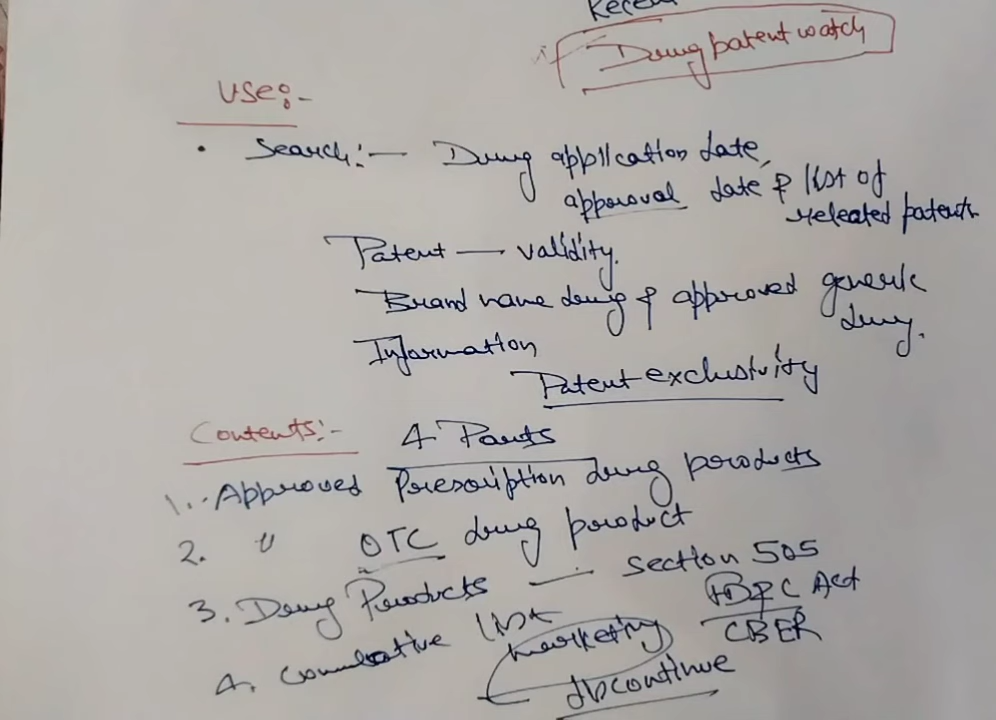 Recen
Drug patent watch
Use:-
• Search:- Drug application date,
approval date & list of
releated patents
Patent — validity.
Brand name drug & approved generic
drug.
Information
Patent exclusivity
Contents:- 4 Parts
1. Approved Prescription drug products
2. " OTC drug product
3. Drug Products — section 505
FD&C Act
4. Cumulative list CBER
marketing
discontinue